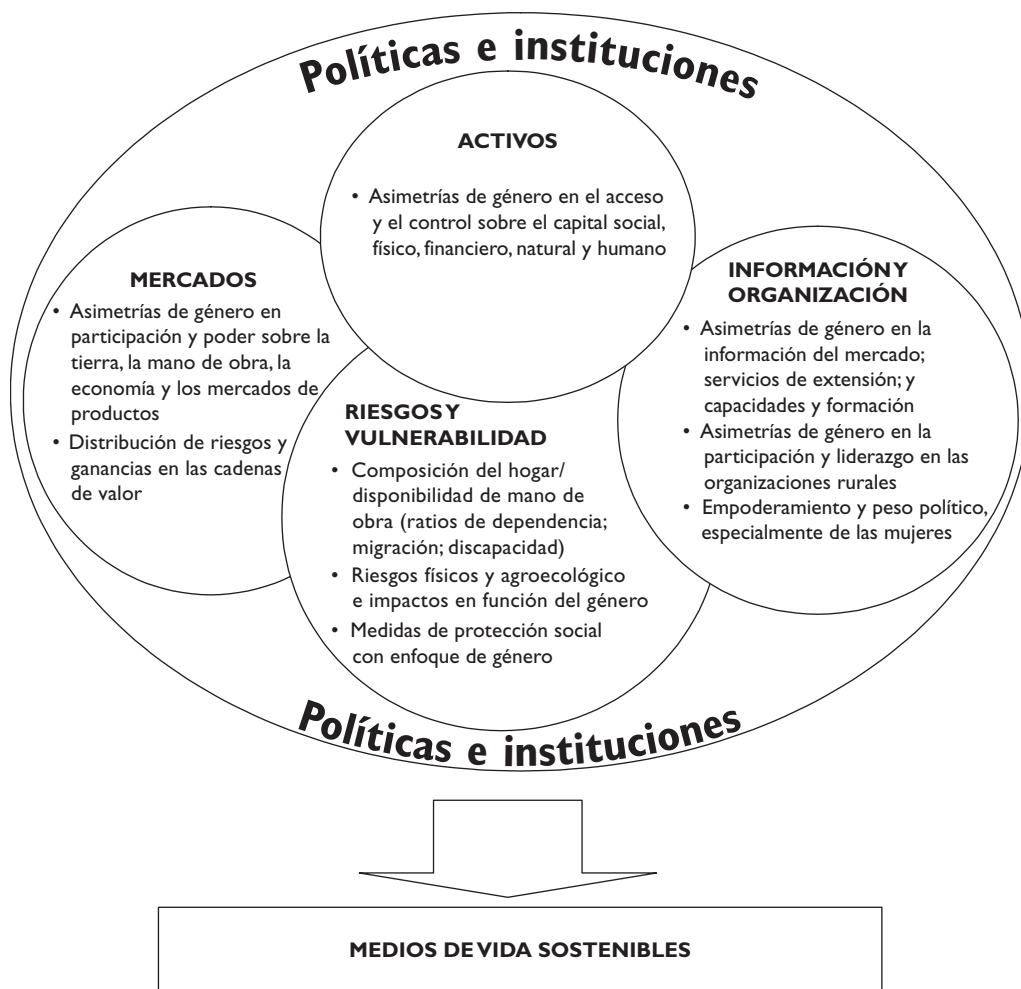 Políticas e instituciones
ACTIVOS
• Asimetrías de género en el acceso
y el control sobre el capital social,
físico, financiero, natural y humano
MERCADOS
• Asimetrías de género en
participación y poder sobre la
tierra, la mano de obra, la
economía y los mercados de
productos
• Distribución de riesgos y
ganancias en las cadenas
de valor
RIESGOS Y
VULNERABILIDAD
• Composición del hogar/
disponibilidad de mano de
obra (ratios de dependencia;
migración; discapacidad)
• Riesgos físicos y agroecológico
e impactos en función del género
• Medidas de protección social
con enfoque de género
INFORMACIÓN Y
ORGANIZACIÓN
• Asimetrías de género en la
información del mercado;
servicios de extensión; y
capacidades y formación
• Asimetrías de género en la
participación y liderazgo en las
organizaciones rurales
• Empoderamiento y peso político,
especialmente de las mujeres
Políticas e instituciones
MEDIOS DE VIDA SOSTENIBLES